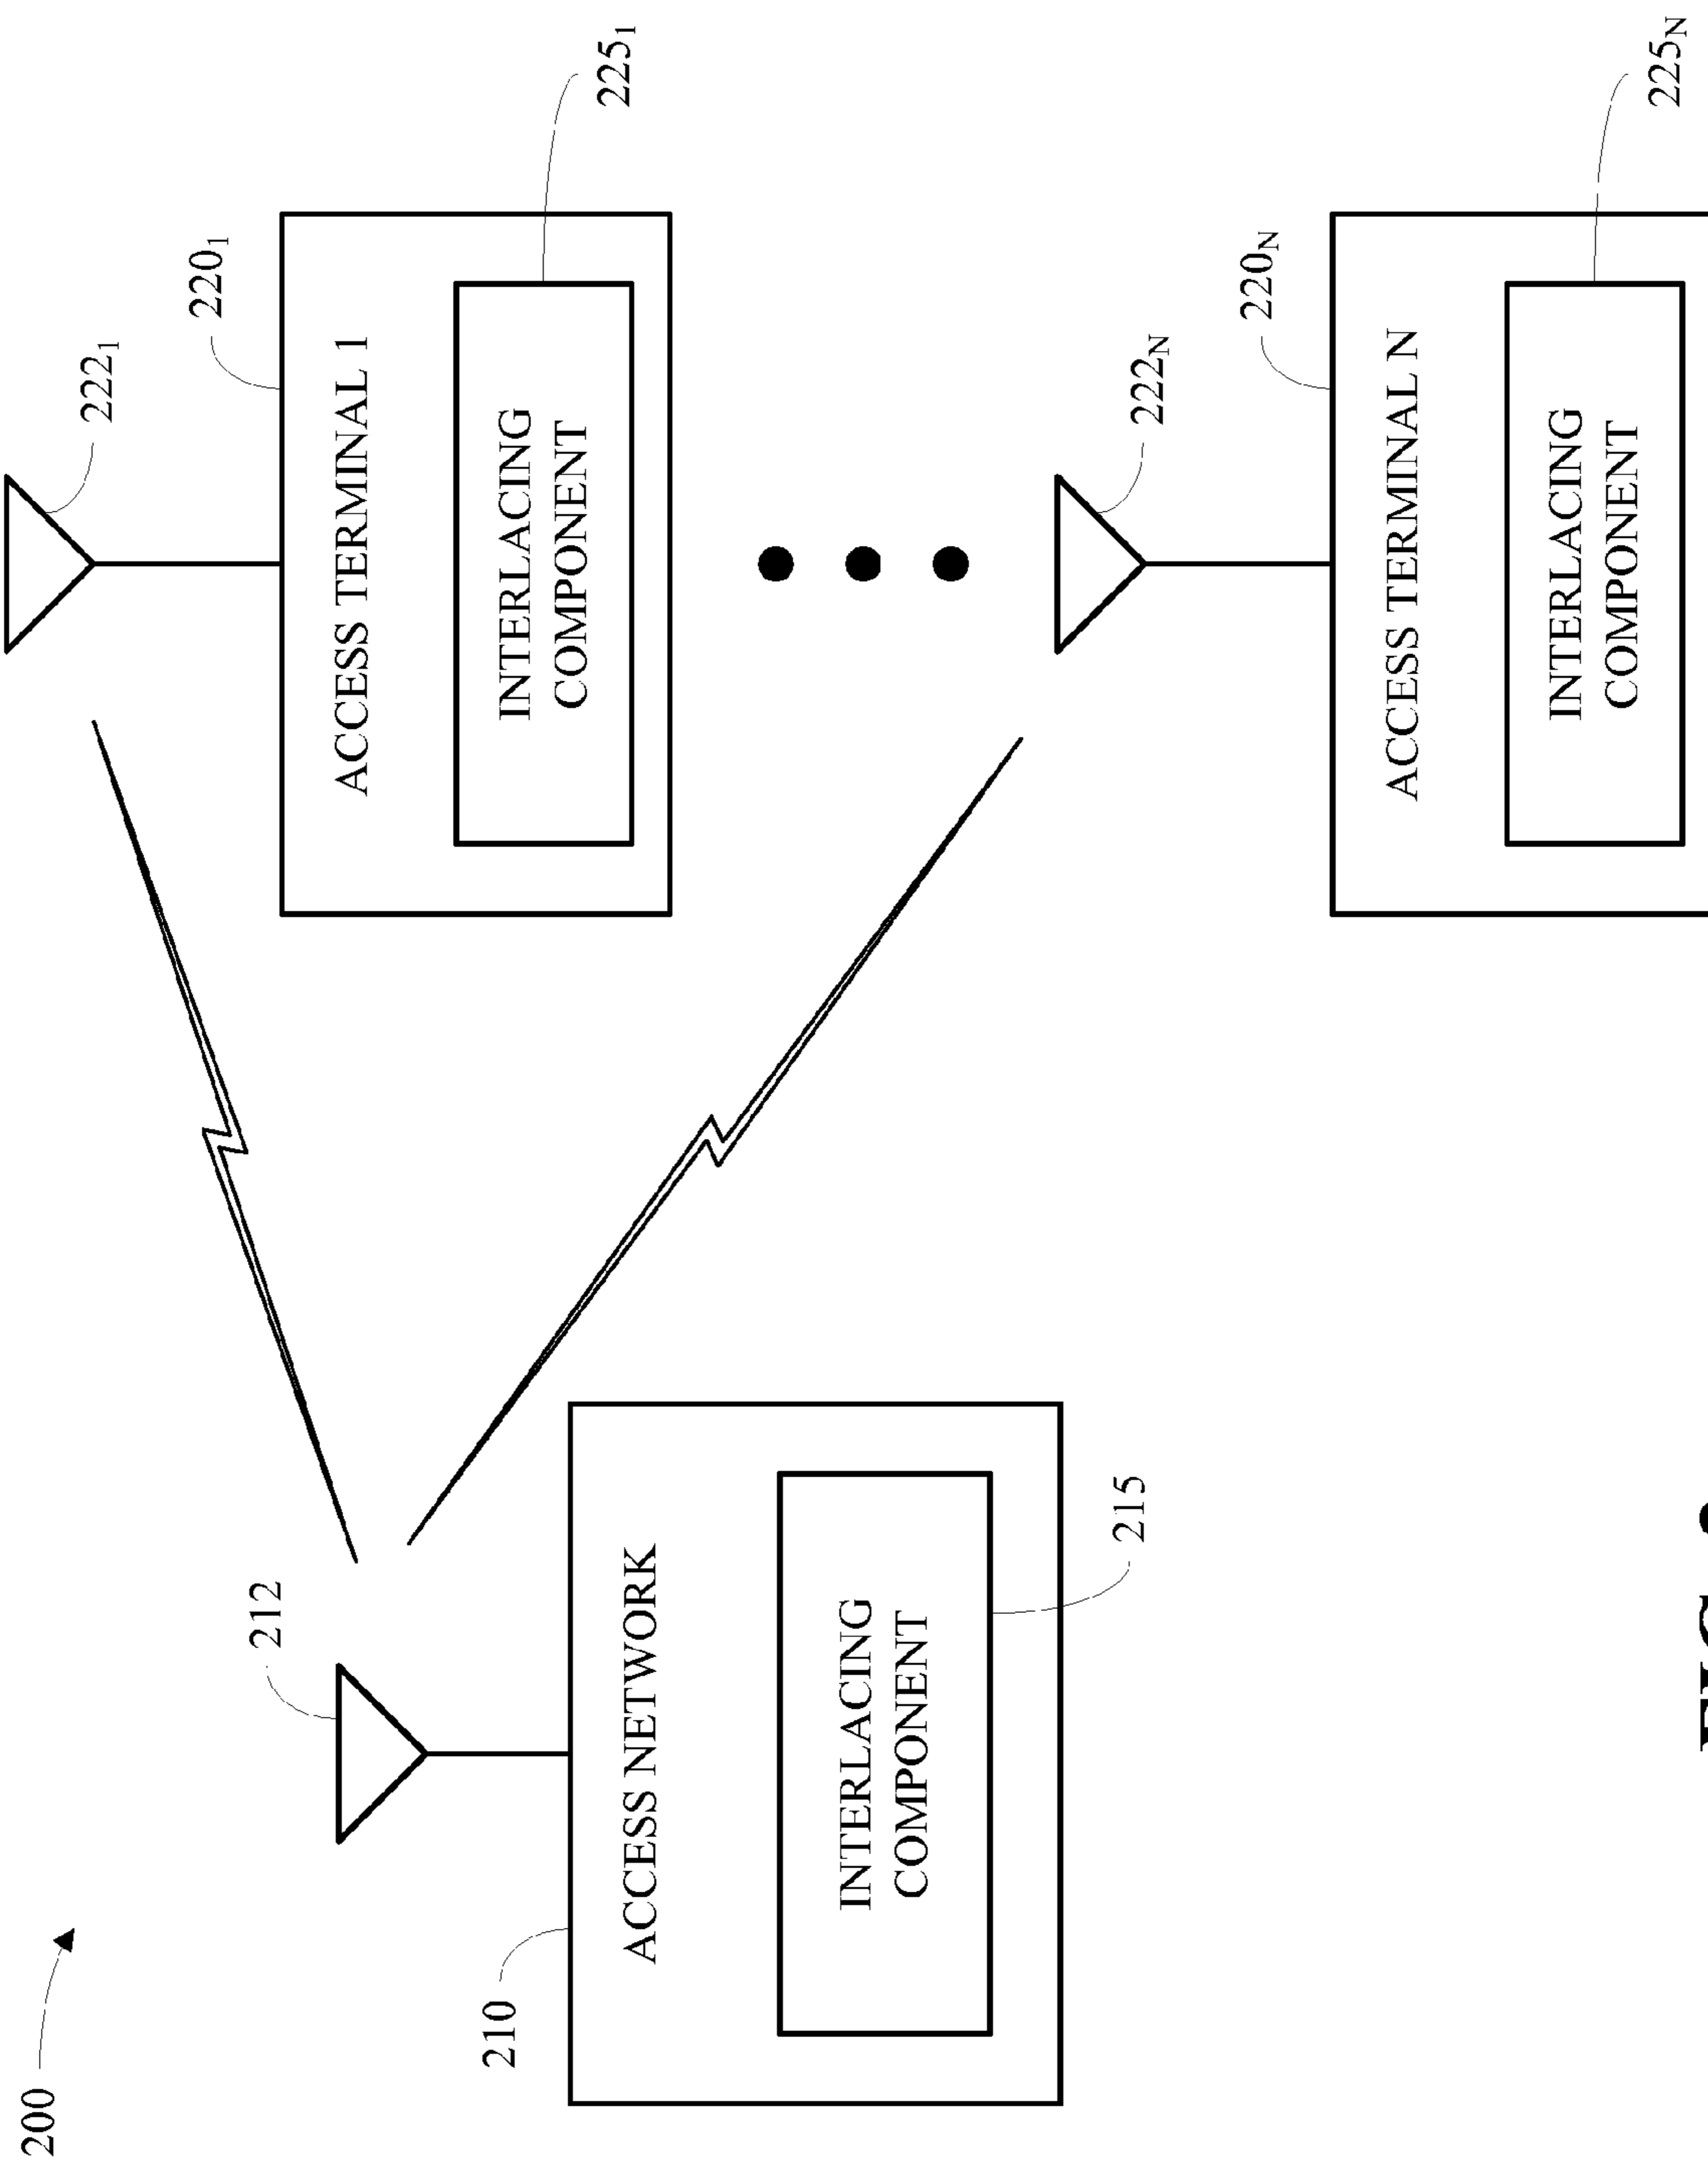 200
222₁
220₁
ACCESS TERMINAL 1
225₁
INTERLACING
COMPONENT
212
210
ACCESS NETWORK
INTERLACING
COMPONENT
215
222N
220N
ACCESS TERMINAL N
225N
INTERLACING
COMPONENT